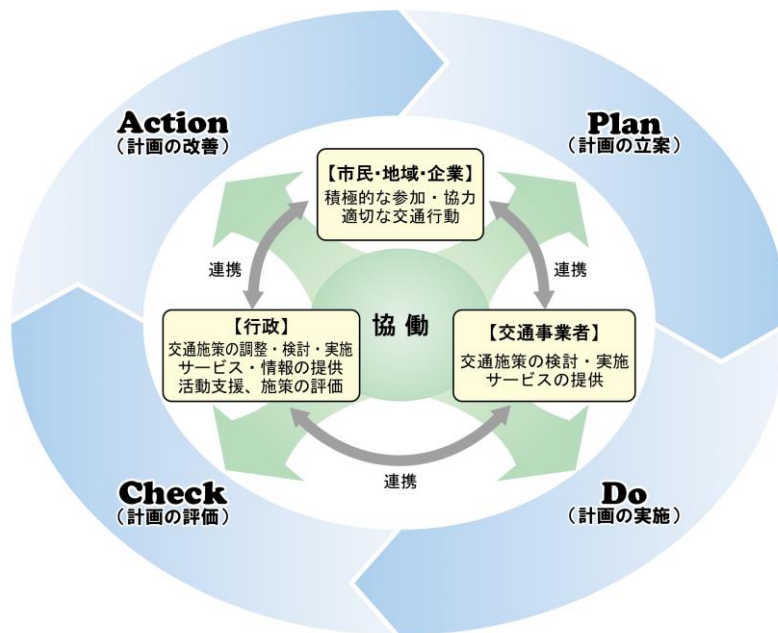 Action
（計画の改善）
Plan
（計画の立案）
【市民・地域・企業】
積極的な参加・協力
適切な交通行動
連携
連携
【行政】
交通施策の調整・検討・実施
サービス・情報の提供
活動支援、施策の評価
協働
【交通事業者】
交通施策の検討・実施
サービスの提供
連携
Check
（計画の評価）
Do
（計画の実施）